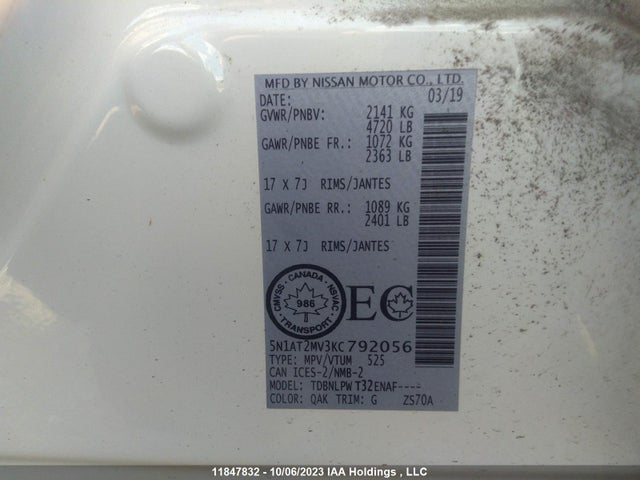 MFD BY NISSAN MOTOR CO., LTD.
DATE: 03/19
GVWR/PNBV: 2141 KG
4720 LB
GAWR/PNBE FR.: 1072 KG
2363 LB
17 X 7J RIMS/JANTES
GAWR/PNBE RR.: 1089 KG
2401 LB
17 X 7J RIMS/JANTES
CANADA
CMVSS 986 NSVAC
TRANSPORT
EC
5N1AT2MV3KC792056
TYPE: MPV/VTUM 525
CAN ICES-2/NMB-2
MODEL: TDBNLPW T32ENAF----
COLOR: QAK TRIM: G ZS70A
11847832 - 10/06/2023 IAA Holdings , LLC